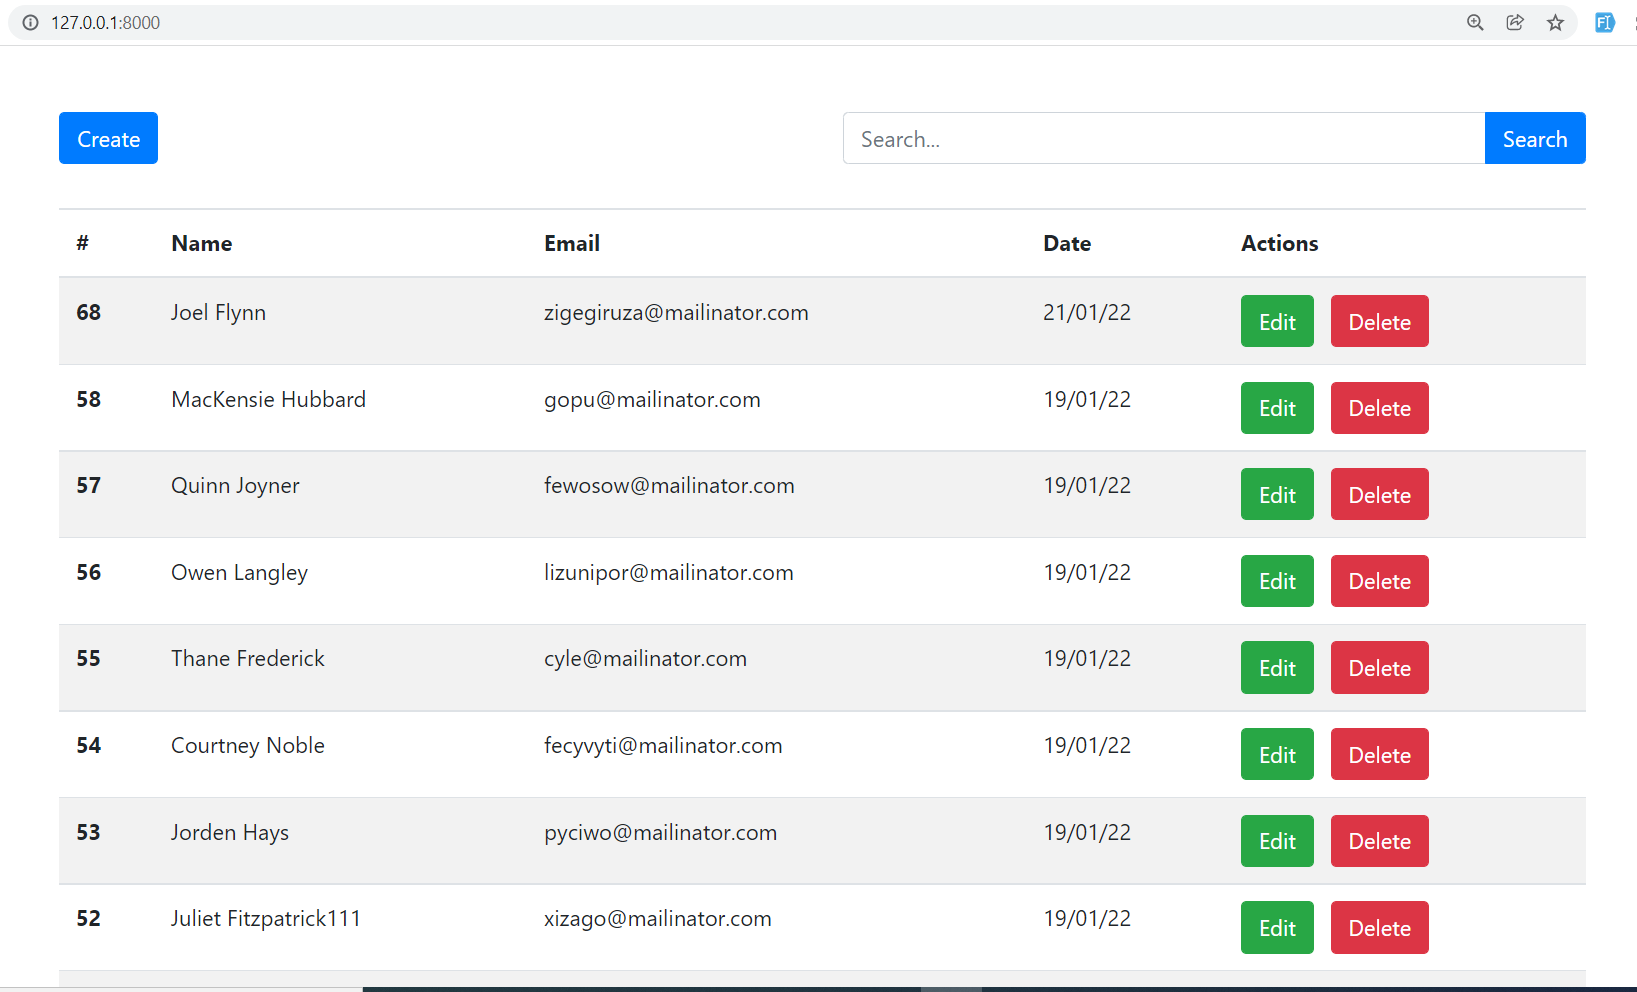 127.0.0.1:8000
Create Search... Search
# Name Email Date Actions
68 Joel Flynn zigegiruza@mailinator.com 21/01/22 Edit Delete
58 MacKensie Hubbard gopu@mailinator.com 19/01/22 Edit Delete
57 Quinn Joyner fewosow@mailinator.com 19/01/22 Edit Delete
56 Owen Langley lizunipor@mailinator.com 19/01/22 Edit Delete
55 Thane Frederick cyle@mailinator.com 19/01/22 Edit Delete
54 Courtney Noble fecyvyti@mailinator.com 19/01/22 Edit Delete
53 Jorden Hays pyciwo@mailinator.com 19/01/22 Edit Delete
52 Juliet Fitzpatrick111 xizago@mailinator.com 19/01/22 Edit Delete